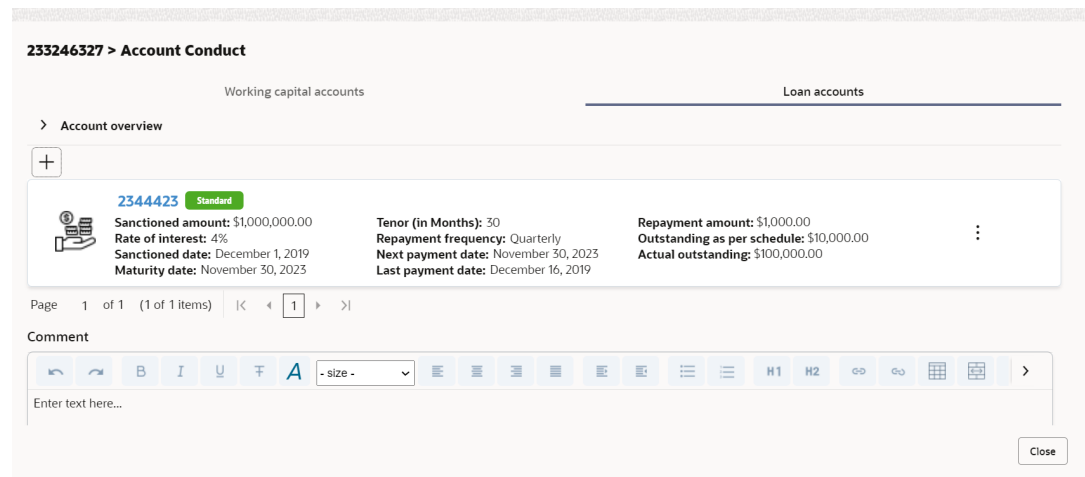 233246327 > Account Conduct
Working capital accounts
Loan accounts
Account overview
2344423 Standard
Sanctioned amount: $1,000,000.00
Rate of interest: 4%
Sanctioned date: December 1, 2019
Maturity date: November 30, 2023
Tenor (in Months): 30
Repayment frequency: Quarterly
Next payment date: November 30, 2023
Last payment date: December 16, 2019
Repayment amount: $1,000.00
Outstanding as per schedule: $10,000.00
Actual outstanding: $100,000.00
Page 1 of 1 (1 of 1 items) 1
Comment
B I U T A - size - H1 H2
Enter text here...
Close